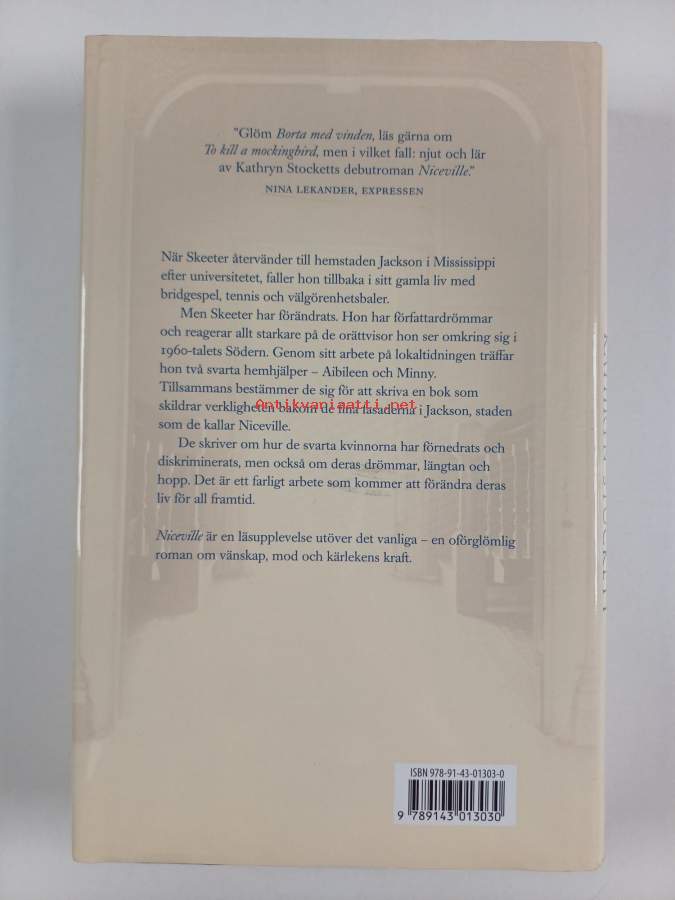 "Glöm Borta med vinden, läs gärna om
To kill a mockingbird, men i vilket fall: njut och lär
av Kathryn Stocketts debutroman Niceville."
NINA LEKANDER, EXPRESSEN
När Skeeter återvänder till hemstaden Jackson i Mississippi
efter universitetet, faller hon tillbaka i sitt gamla liv med
bridgespel, tennis och välgörenhetsbaler.
Men Skeeter har förändrats. Hon har författardrömmar
och reagerar allt starkare på de orättvisor hon ser omkring sig i
1960-talets Södern. Genom sitt arbete på lokaltidningen träffar
hon två svarta hemhjälper – Aibileen och Minny.
Tillsammans bestämmer de sig för att skriva en bok som
skildrar verkligheten bakom de fina fasaderna i Jackson, staden
som de kallar Niceville.
De skriver om hur de svarta kvinnorna har förnedrats och
diskriminerats, men också om deras drömmar, längtan och
hopp. Det är ett farligt arbete som kommer att förändra deras
liv för all framtid.
Niceville är en läsupplevelse utöver det vanliga – en oförglömlig
roman om vänskap, mod och kärlekens kraft.
Antikvariaatti.net
ISBN 978-91-43-01303-0
9 789143 013030